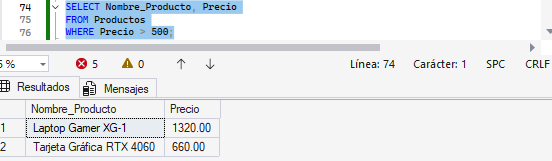 74 SELECT Nombre_Producto, Precio
75 FROM Productos
76 WHERE Precio > 500;
5 % 5 0 Línea: 74 Carácter: 1 SPC CRLF
Resultados Mensajes
Nombre_Producto Precio
1 Laptop Gamer XG-1 1320.00
2 Tarjeta Gráfica RTX 4060 660.00